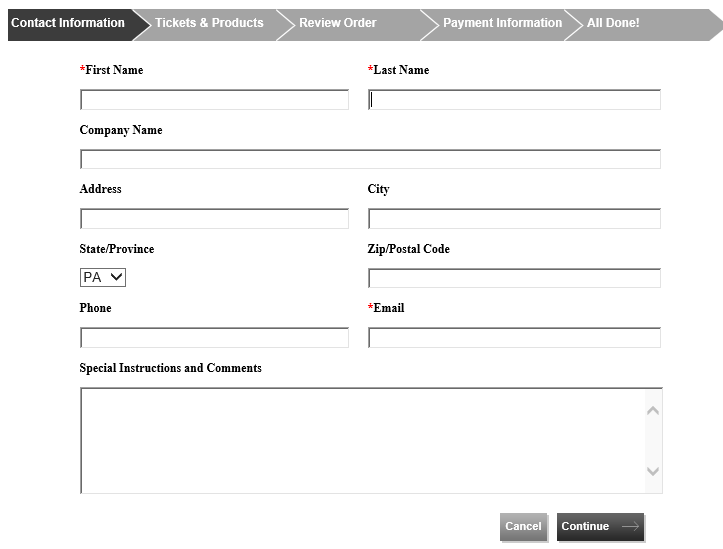 Contact Information Tickets & Products Review Order Payment Information All Done!
*First Name *Last Name
Company Name
Address City
State/Province Zip/Postal Code
PA
Phone *Email
Special Instructions and Comments
Cancel Continue